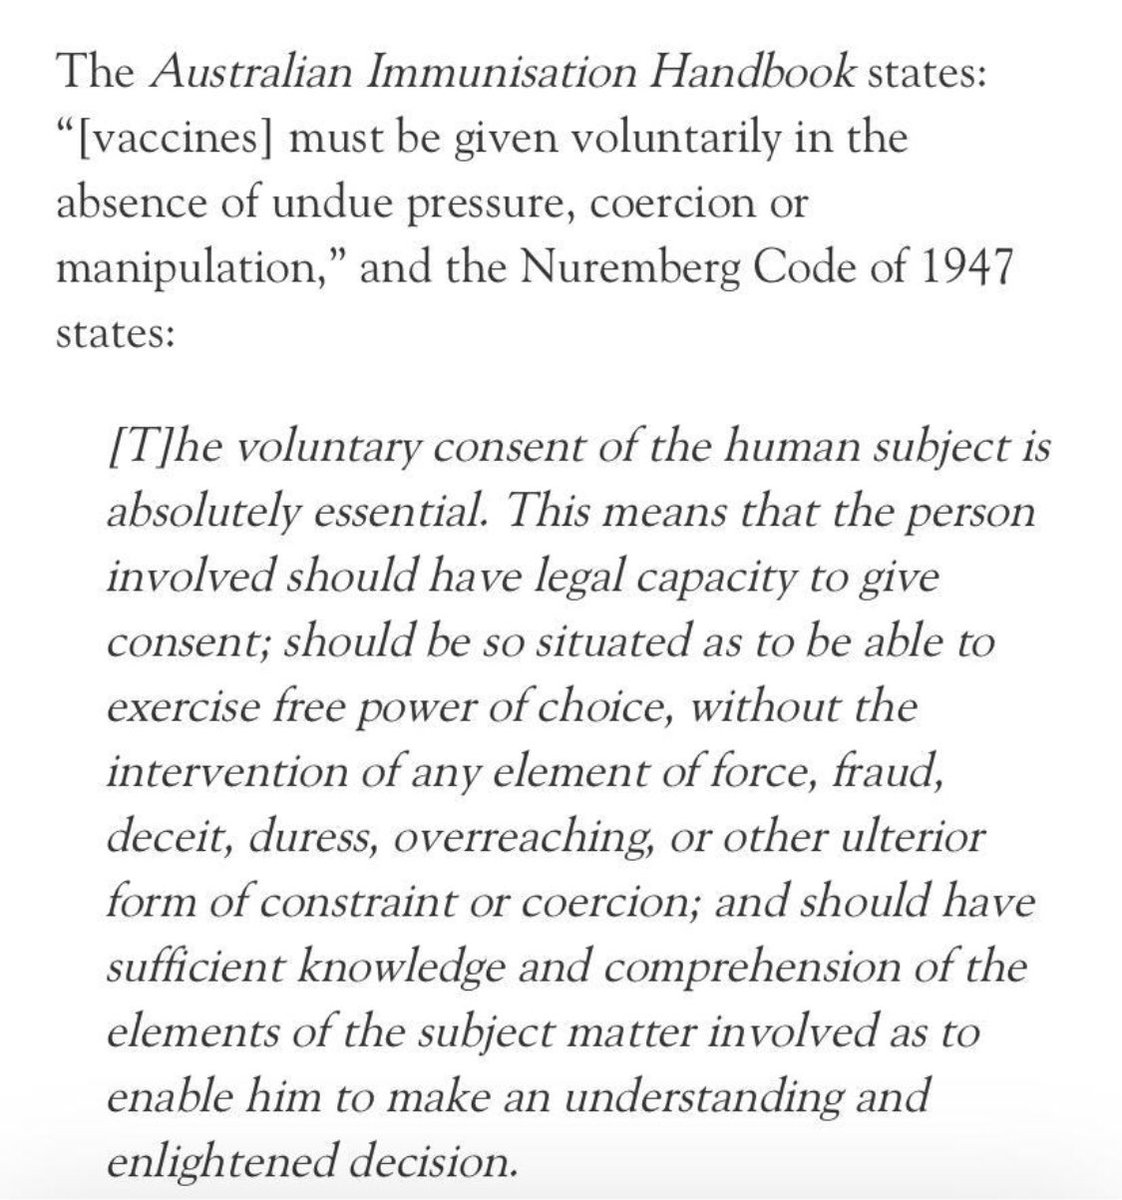 The Australian Immunisation Handbook states:
“[vaccines] must be given voluntarily in the
absence of undue pressure, coercion or
manipulation,” and the Nuremberg Code of 1947
states:
[T]he voluntary consent of the human subject is
absolutely essential. This means that the person
involved should have legal capacity to give
consent; should be so situated as to be able to
exercise free power of choice, without the
intervention of any element of force, fraud,
deceit, duress, overreaching, or other ulterior
form of constraint or coercion; and should have
sufficient knowledge and comprehension of the
elements of the subject matter involved as to
enable him to make an understanding and
enlightened decision.